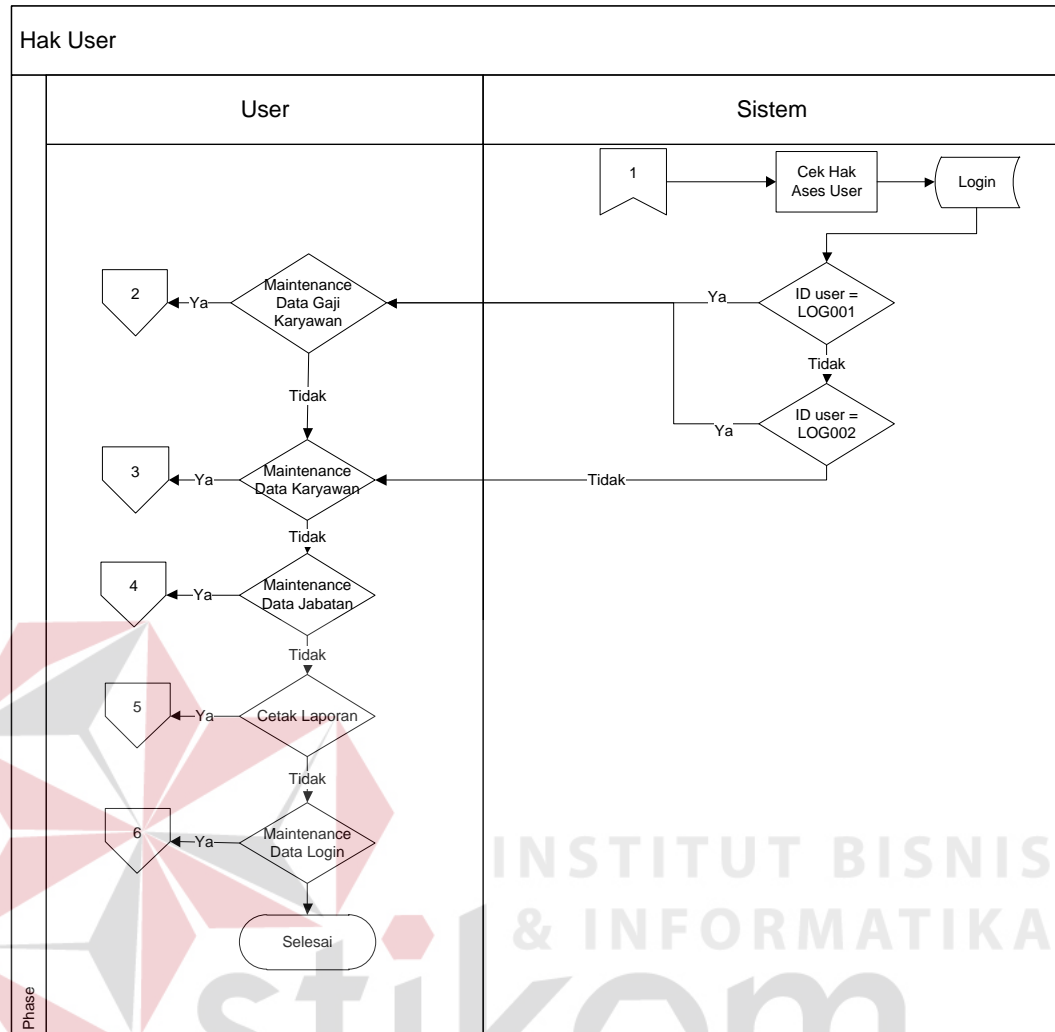 Hak User
User
Sistem
1
Cek Hak
Ases User
Login
ID user =
LOG001
Ya
Tidak
ID user =
LOG002
Ya
Tidak
Maintenance
Data Gaji
Karyawan
Ya
2
Tidak
Maintenance
Data Karyawan
Ya
3
Tidak
Maintenance
Data Jabatan
Ya
4
Tidak
Cetak Laporan
Ya
5
Tidak
Maintenance
Data Login
Ya
6
Selesai
Phase
INSTITUT BISNIS
& INFORMATIKA
stikom